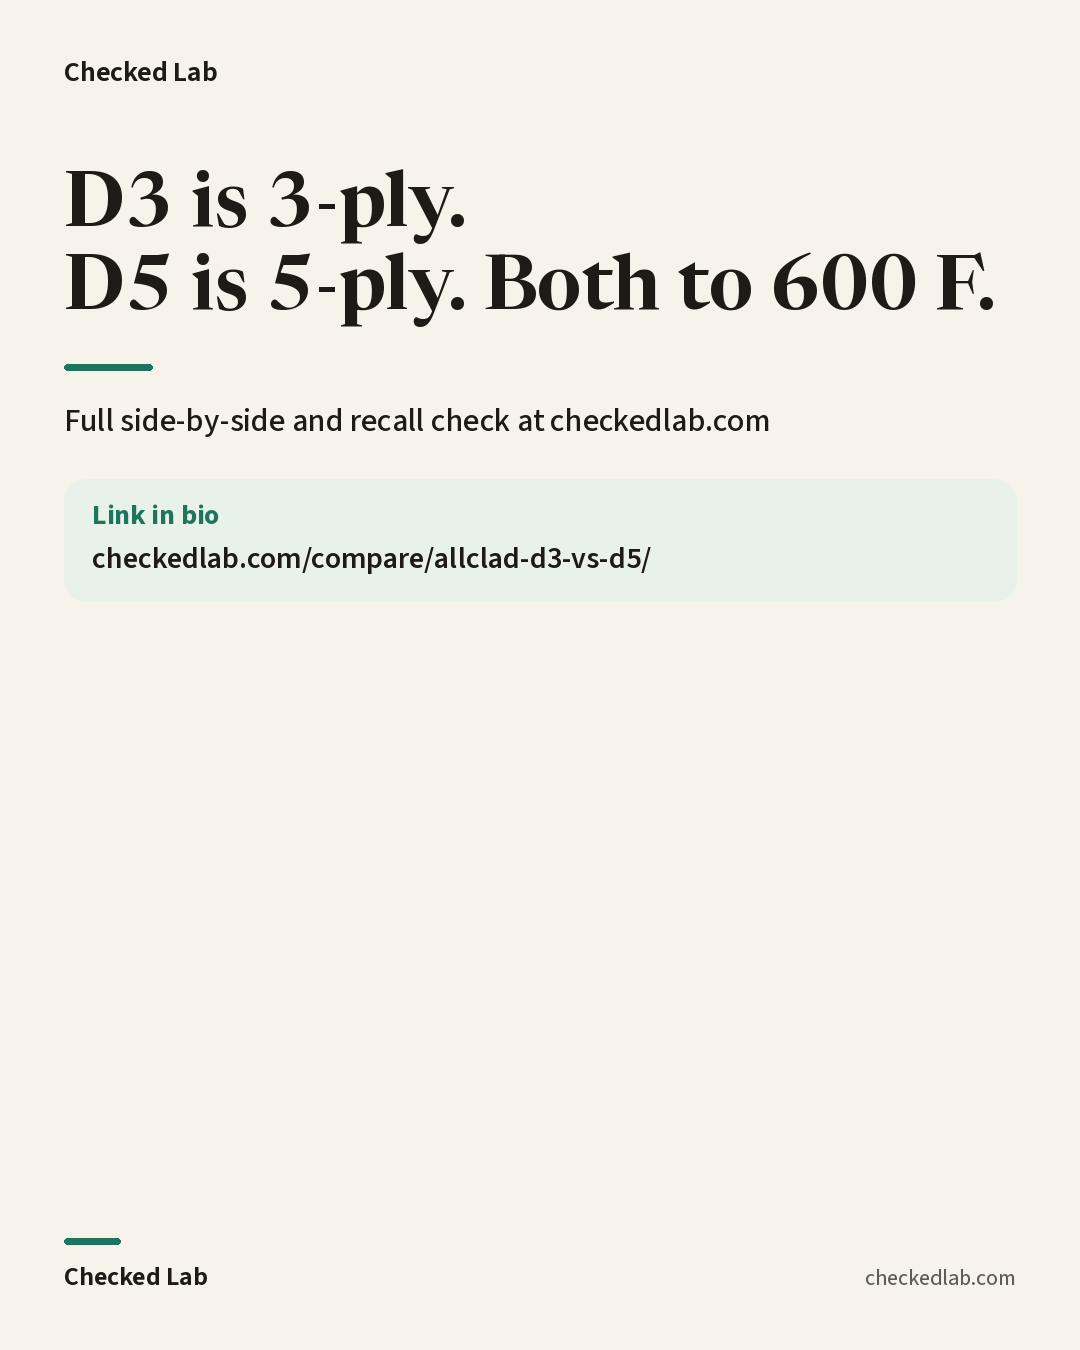 Checked Lab
D3 is 3-ply.
D5 is 5-ply. Both to 600 F.
Full side-by-side and recall check at checkedlab.com
Link in bio
checkedlab.com/compare/allclad-d3-vs-d5/
Checked Lab
checkedlab.com